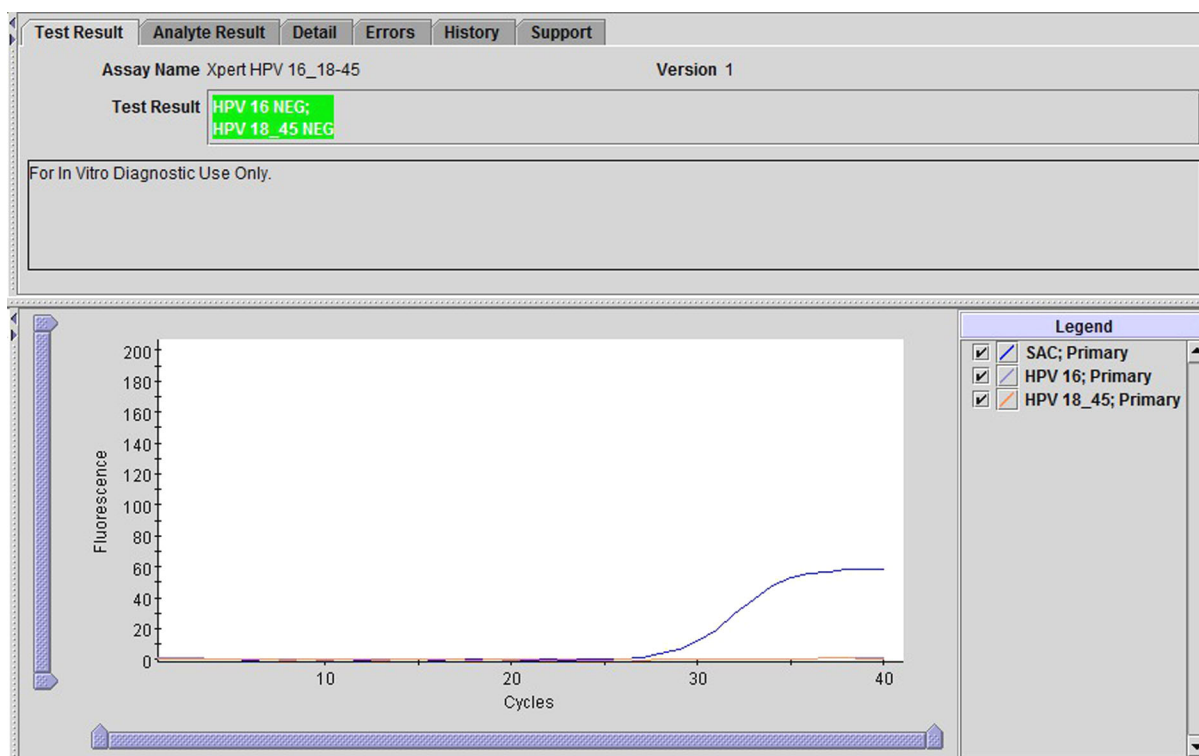 Test Result Analyte Result Detail Errors History Support
Assay Name Xpert HPV 16_18-45 Version 1
Test Result HPV 16 NEG;
HPV 18_45 NEG
For In Vitro Diagnostic Use Only.
Legend
SAC; Primary
HPV 16; Primary
HPV 18_45; Primary
Fluorescence
200
180
160
140
120
100
80
60
40
20
0
10 20 30 40
Cycles